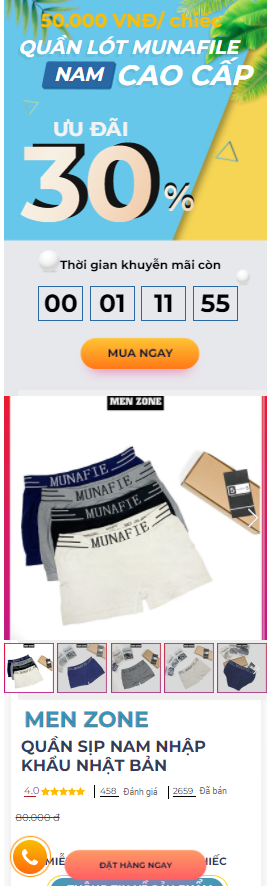 50,000 VNĐ/ chiếc
QUẦN LÓT MUNAFILE
NAM CAO CẤP
ƯU ĐÃI
30%
Thời gian khuyến mãi còn
00 01 11 55
MUA NGAY
MEN ZONE
MUNAFIE
MUNAFIE
MUNAFIE
MUNAFIE
MEN ZONE
QUẦN SỊP NAM NHẬP
KHẨU NHẬT BẢN
4.0 458 Đánh giá 2659 Đã bán
80.000 đ
ĐẶT HÀNG NGAY